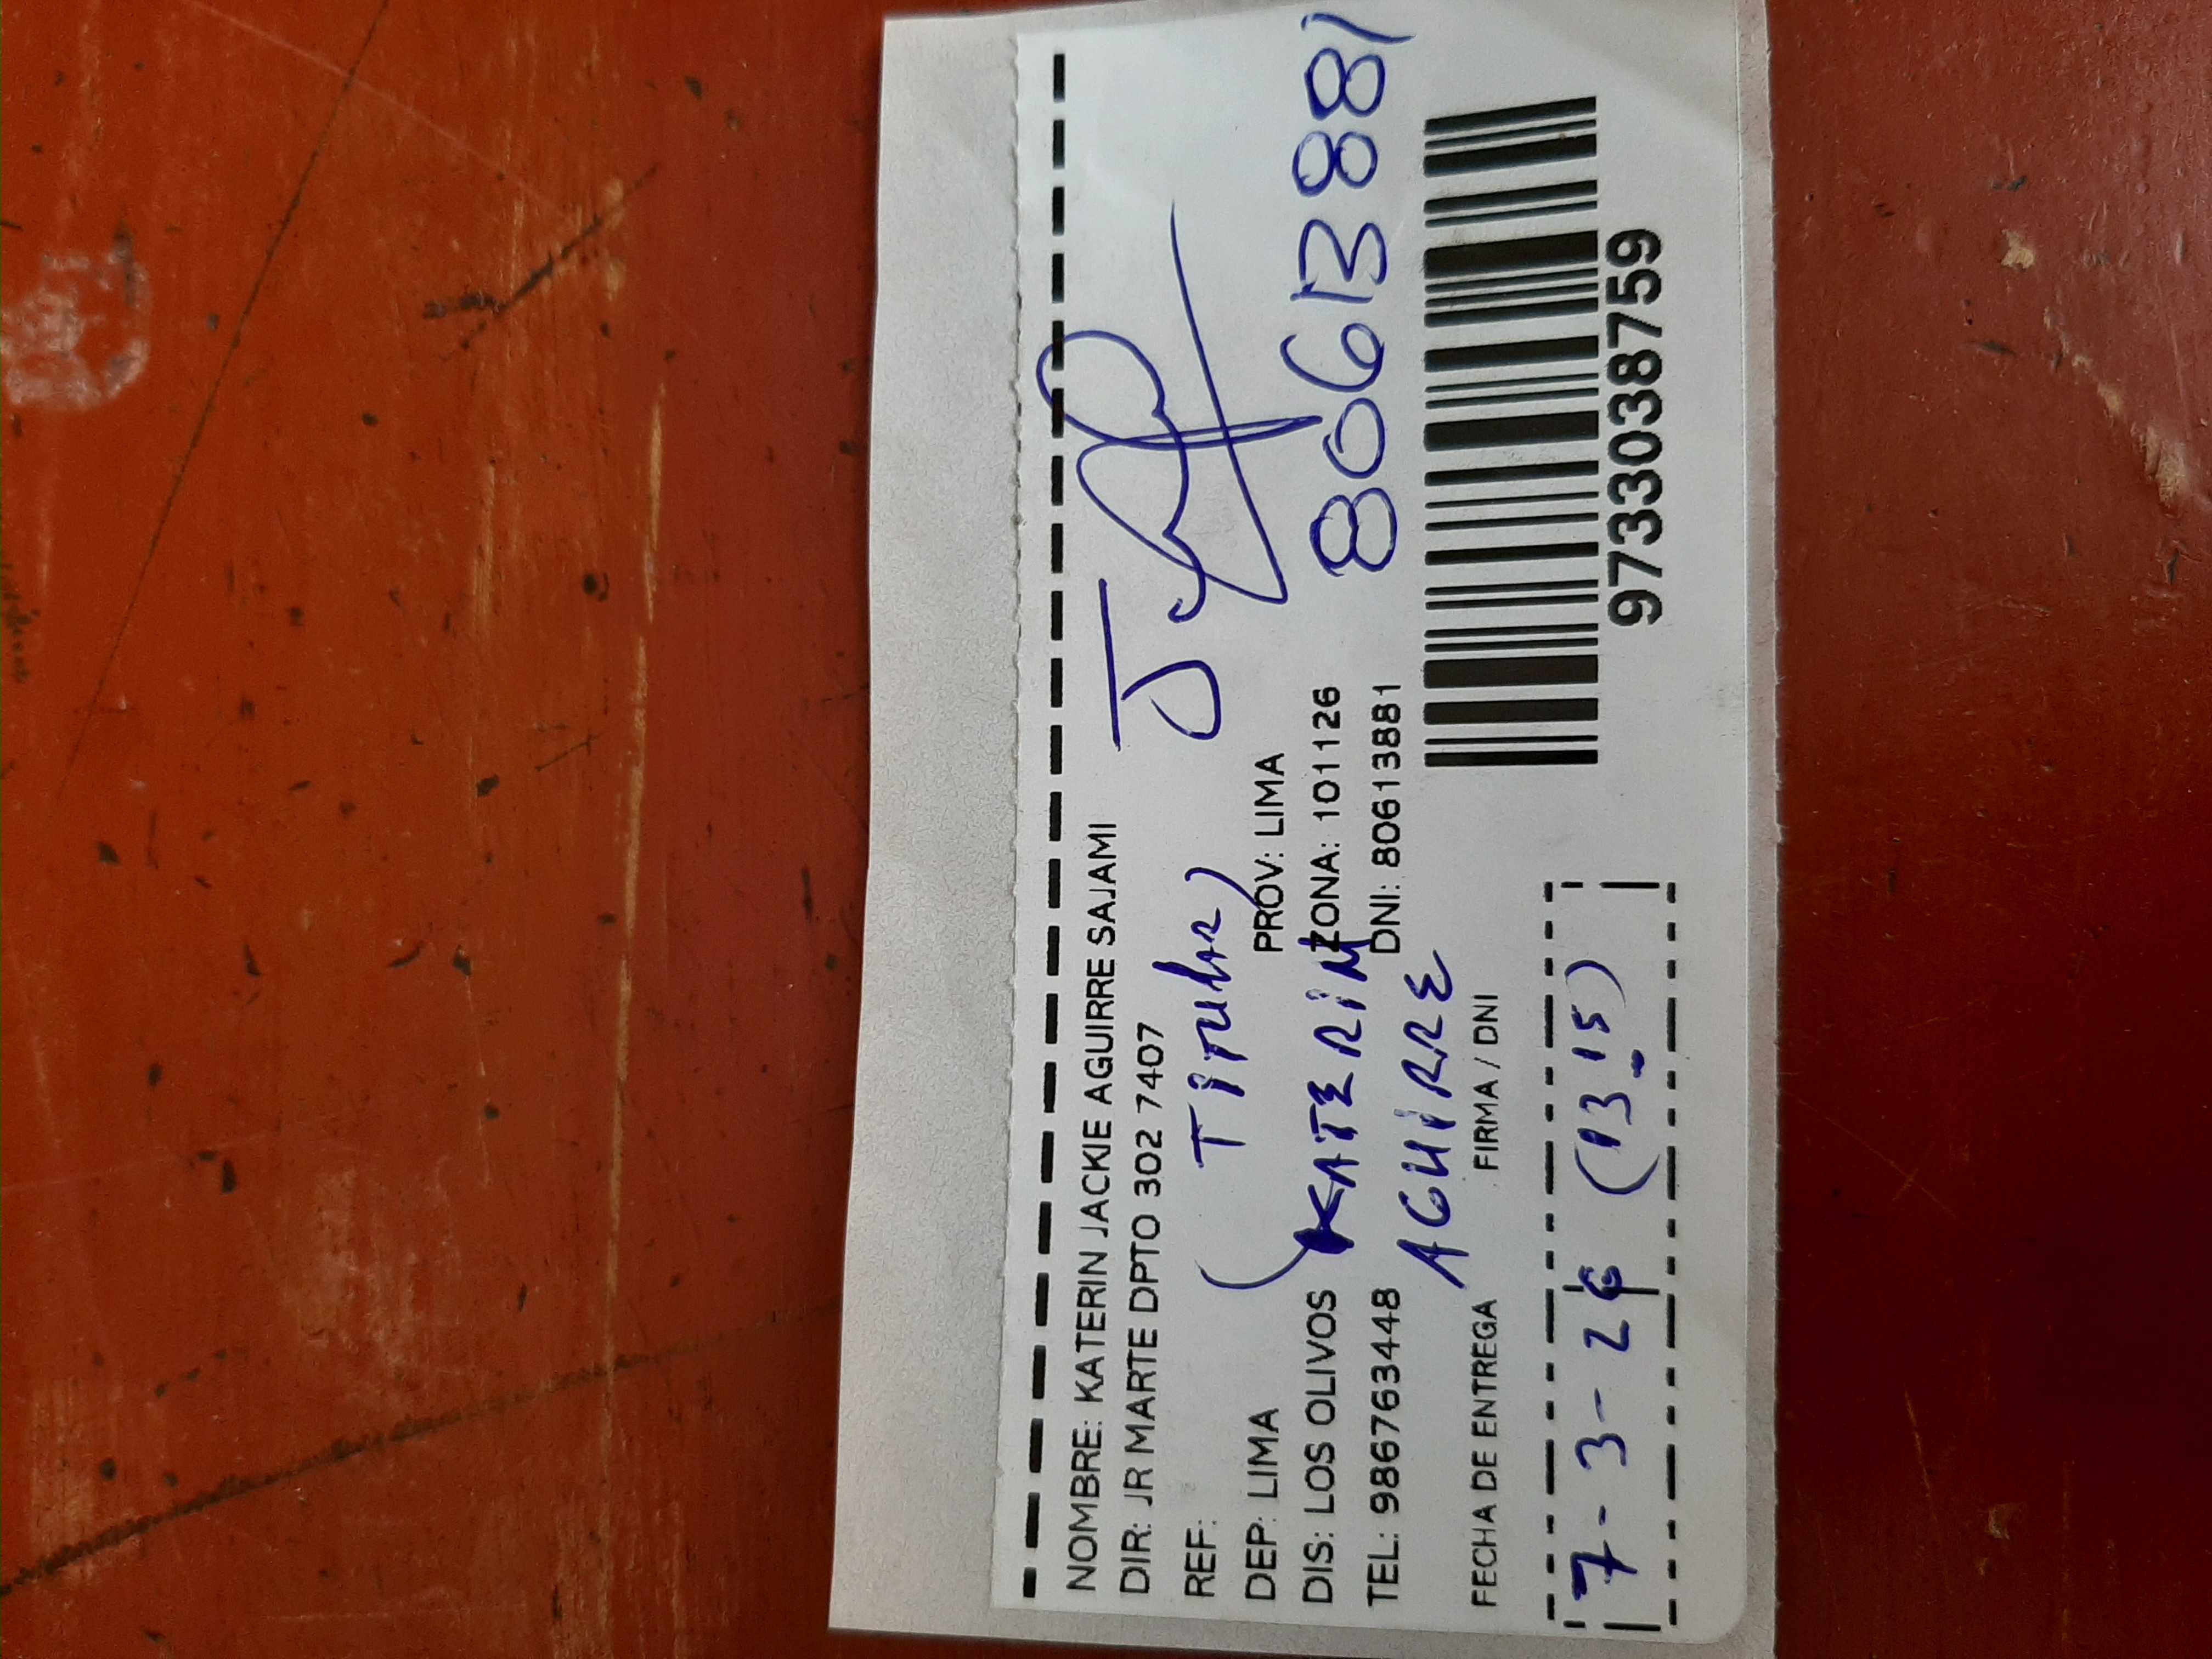 NOMBRE: KATERIN JACKIE AGUIRRE SAJAMI
DIR: JR MARTE DPTO 302 7407
REF:
(TITULAR)
DEP: LIMA PROV: LIMA
DIS: LOS OLIVOS ZONA: 101126
KATERIN
TEL: 986763448 DNI: 80613881
AGUIRRE
80613881
FECHA DE ENTREGA FIRMA / DNI
7-3-24 (13.15)
9733038759